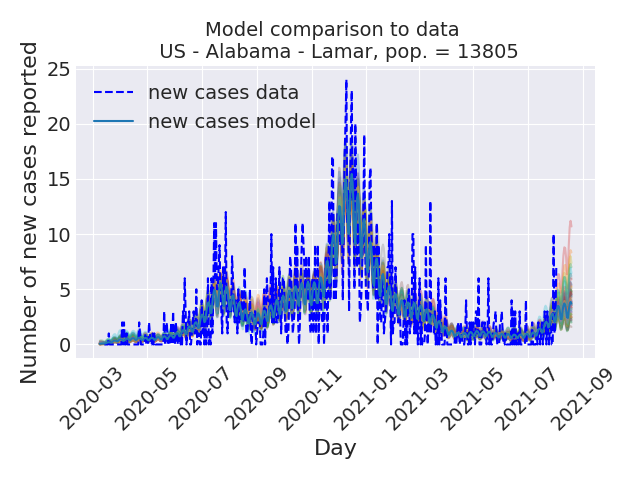 Model comparison to data
US - Alabama - Lamar, pop. = 13805
Number of new cases reported
25
20
15
10
5
0
new cases data
new cases model
2020-03
2020-05
2020-07
2020-09
2020-11
2021-01
2021-03
2021-05
2021-07
2021-09
Day